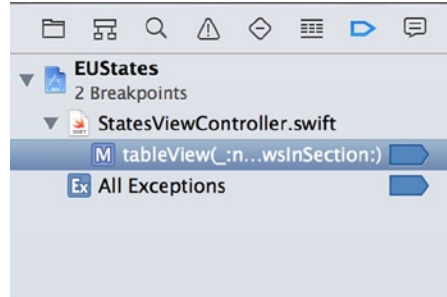 EUStates
2 Breakpoints
StatesViewController.swift
M tableView(_:n...wsInSection:)
Ex All Exceptions